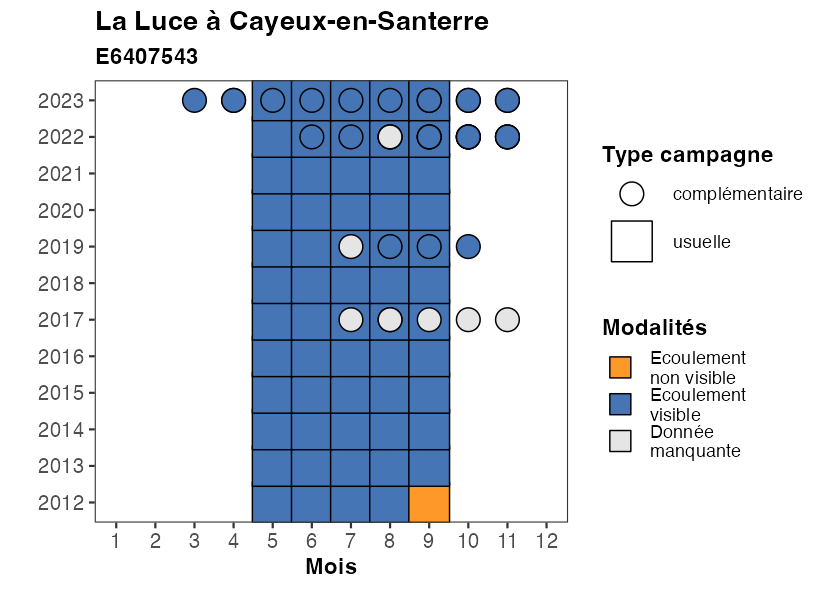 La Luce à Cayeux-en-Santerre
E6407543
2023
2022
2021
2020
2019
2018
2017
2016
2015
2014
2013
2012
1 2 3 4 5 6 7 8 9 10 11 12
Mois
Type campagne
complémentaire
usuelle
Modalités
Ecoulement
non visible
Ecoulement
visible
Donnée
manquante